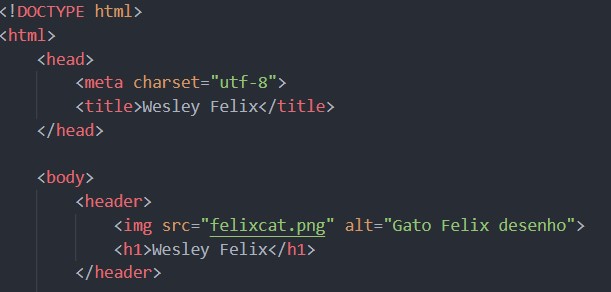 <!DOCTYPE html>
<html>
    <head>
        <meta charset="utf-8">
        <title>Wesley Felix</title>
    </head>

    <body>
        <header>
            <img src="felixcat.png" alt="Gato Felix desenho">
            <h1>Wesley Felix</h1>
        </header>